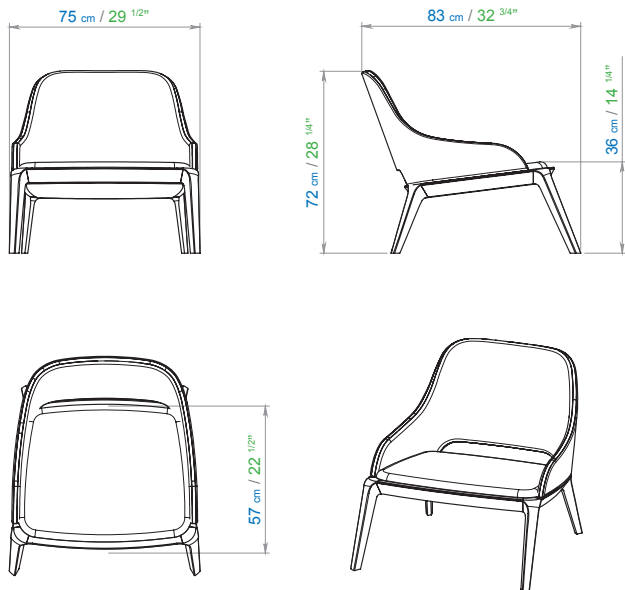 75 cm / 29 1/2"
83 cm / 32 3/4"
72 cm / 28 1/4"
36 cm / 14 1/4"
57 cm / 22 1/2"